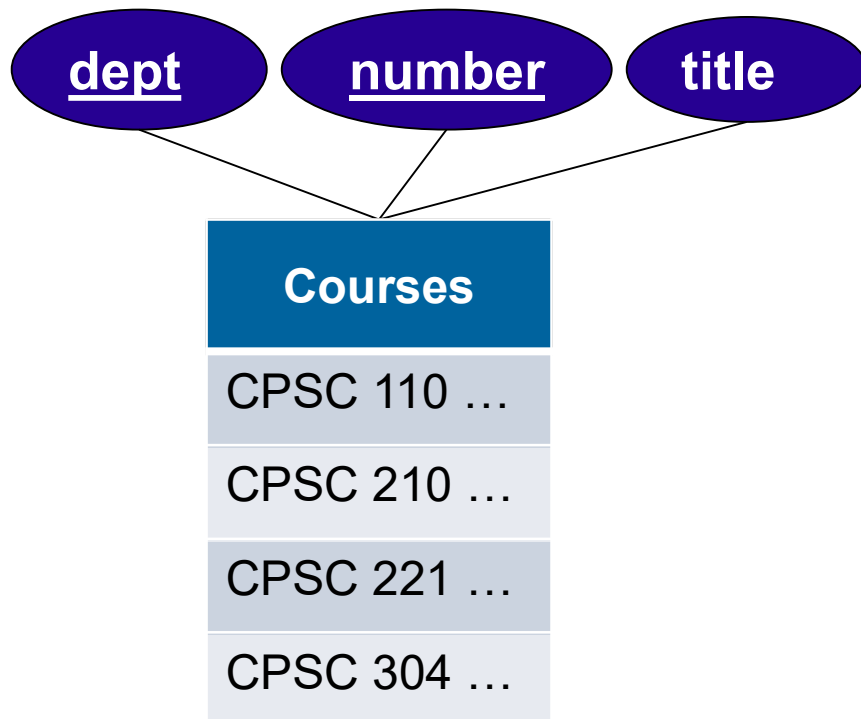 dept number title
Courses
CPSC 110 …
CPSC 210 …
CPSC 221 …
CPSC 304 …